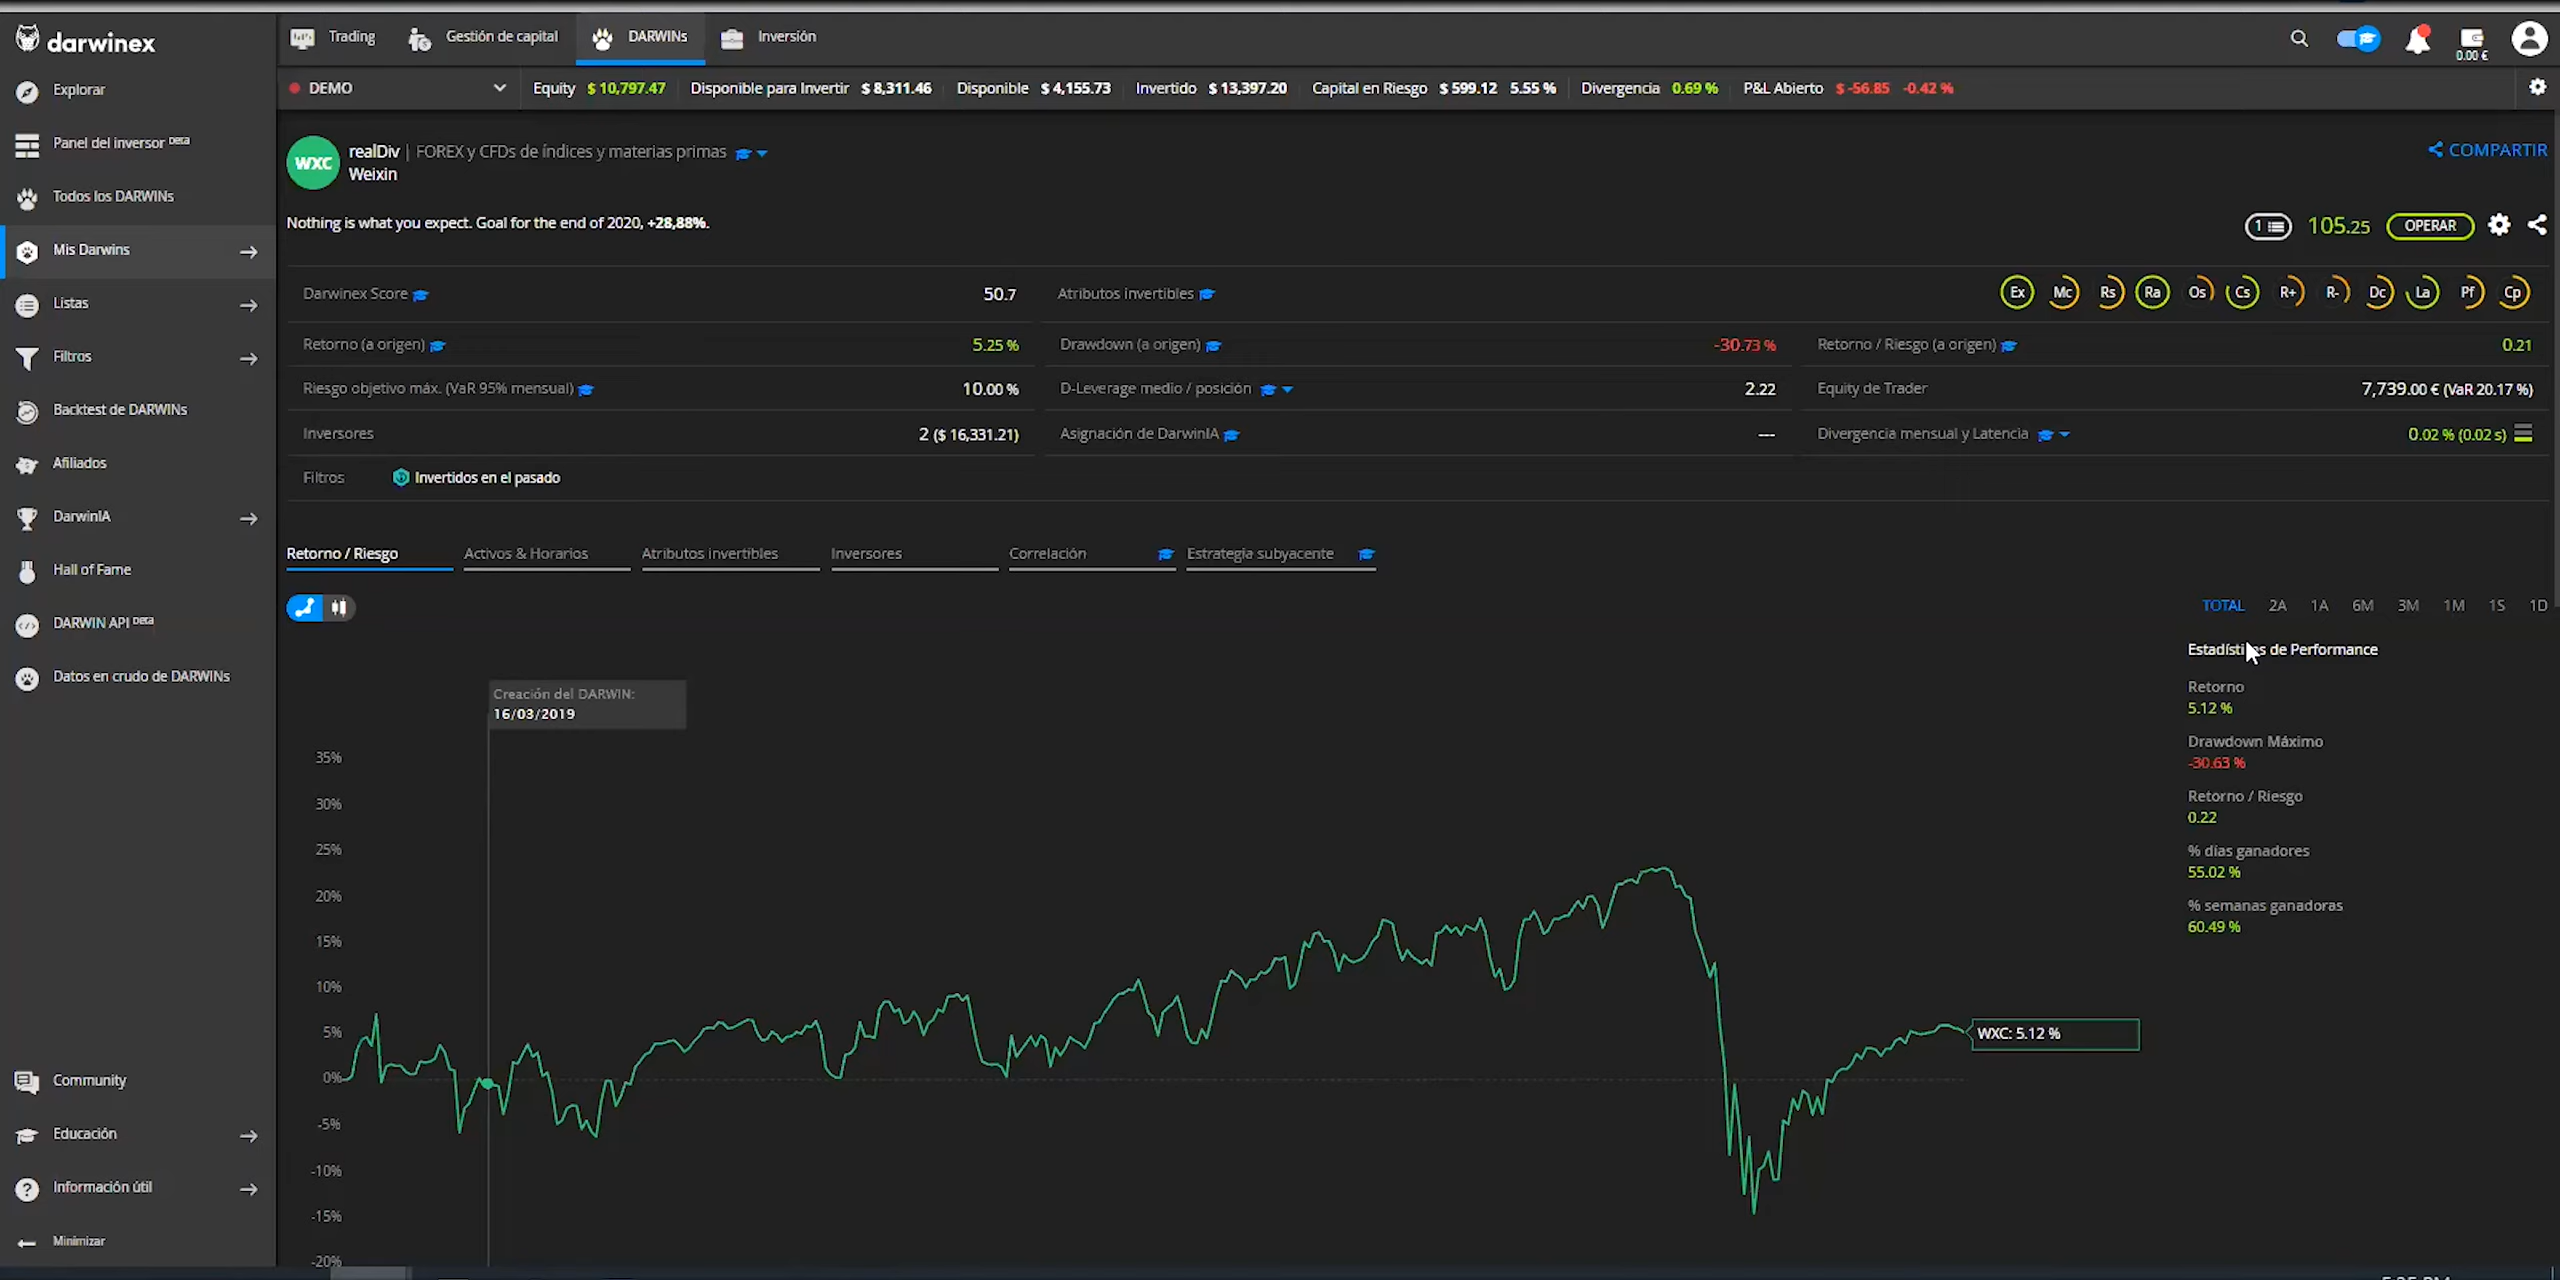 darwinex
Trading
Gestión de capital
DARWINs
Inversión
0.00 €
DEMO
Equity $ 10,797.47
Disponible para Invertir $ 8,311.46
Disponible $ 4,155.73
Invertido $ 13,397.20
Capital en Riesgo $ 599.12 5.55 %
Divergencia 0.69 %
P&L Abierto $ -56.85 -0.42 %
Explorar
Panel del inversor beta
Todos los DARWINs
Mis Darwins
Listas
Filtros
Backtest de DARWINs
Afiliados
DarwinIA
Hall of Fame
DARWIN API beta
Datos en crudo de DARWINs
Community
Educación
Información útil
Minimizar
WXC
realDiv | FOREX y CFDs de índices y materias primas
Weixin
COMPARTIR
Nothing is what you expect. Goal for the end of 2020, +28,88%.
1
105.25
OPERAR
Darwinex Score 50.7
Atributos invertibles
Ex Mc Rs Ra Os Cs R+ R- Dc La Pf Cp
Retorno (a origen) 5.25 %
Drawdown (a origen) -30.73 %
Retorno / Riesgo (a origen) 0.21
Riesgo objetivo máx. (VaR 95% mensual) 10.00 %
D-Leverage medio / posición 2.22
Equity de Trader 7,739.00 € (VaR 20.17 %)
Inversores 2 ($ 16,331.21)
Asignación de DarwinIA ---
Divergencia mensual y Latencia 0.02 % (0.02 s)
Filtros Invertidos en el pasado
Retorno / Riesgo
Activos & Horarios
Atributos invertibles
Inversores
Correlación
Estrategia subyacente
TOTAL 2A 1A 6M 3M 1M 1S 1D
Creación del DARWIN:
16/03/2019
35%
30%
25%
20%
15%
10%
5%
0%
-5%
-10%
-15%
-20%
WXC: 5.12 %
de Performance
Retorno
5.12 %
Drawdown Máximo
-30.63 %
Retorno / Riesgo
0.22
% días ganadores
55.02 %
% semanas ganadoras
60.49 %